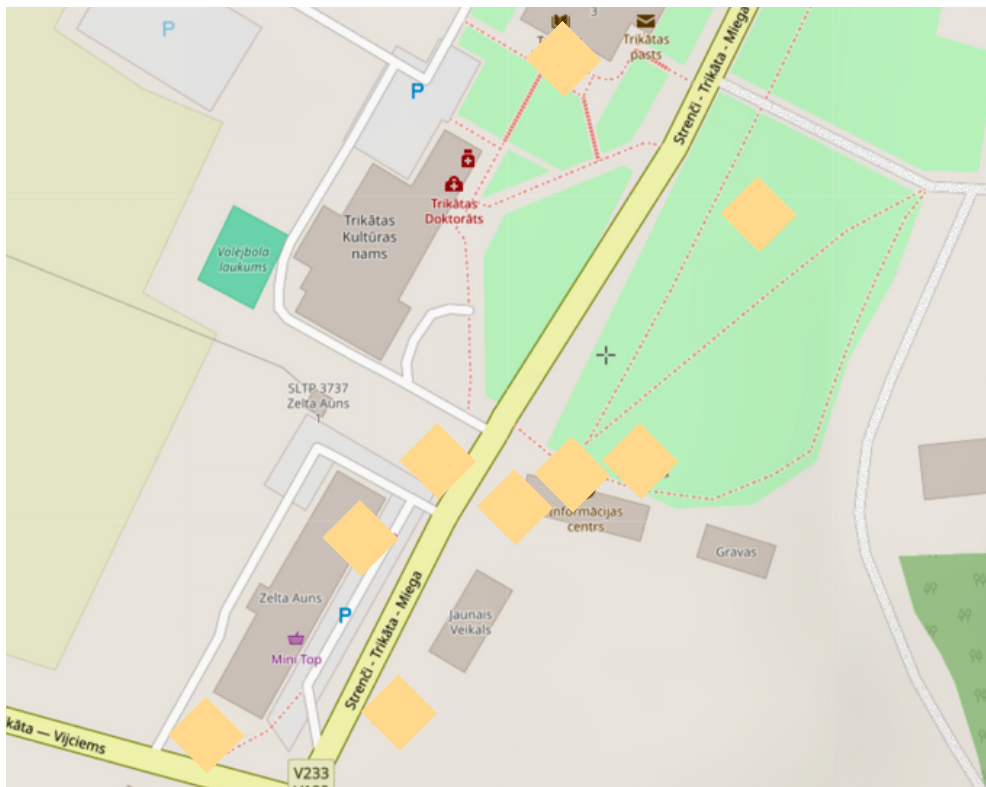 P
3
Trikātas
pasts
Strenči - Trikāta - Miega
P
Trikātas
Doktorāts
Trikātas
Kultūras
nams
Volejbola
laukums
SLTP 3737
Zelta Auns
Informācijas
centrs
Gravas
Zelta Auns
P
Jaunais
Veikals
Mini Top
Strenči - Trikāta - Miega
kāta — Vijciems
V233